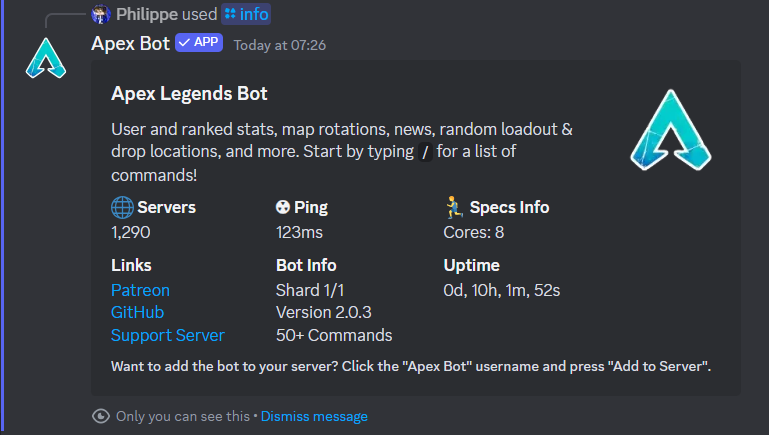 Philippe used info
Apex Bot APP Today at 07:26
Apex Legends Bot
User and ranked stats, map rotations, news, random loadout &
drop locations, and more. Start by typing / for a list of
commands!
Servers Ping Specs Info
1,290 123ms Cores: 8
Links Bot Info Uptime
Patreon Shard 1/1 0d, 10h, 1m, 52s
GitHub Version 2.0.3
Support Server 50+ Commands
Want to add the bot to your server? Click the "Apex Bot" username and press "Add to Server".
Only you can see this • Dismiss message